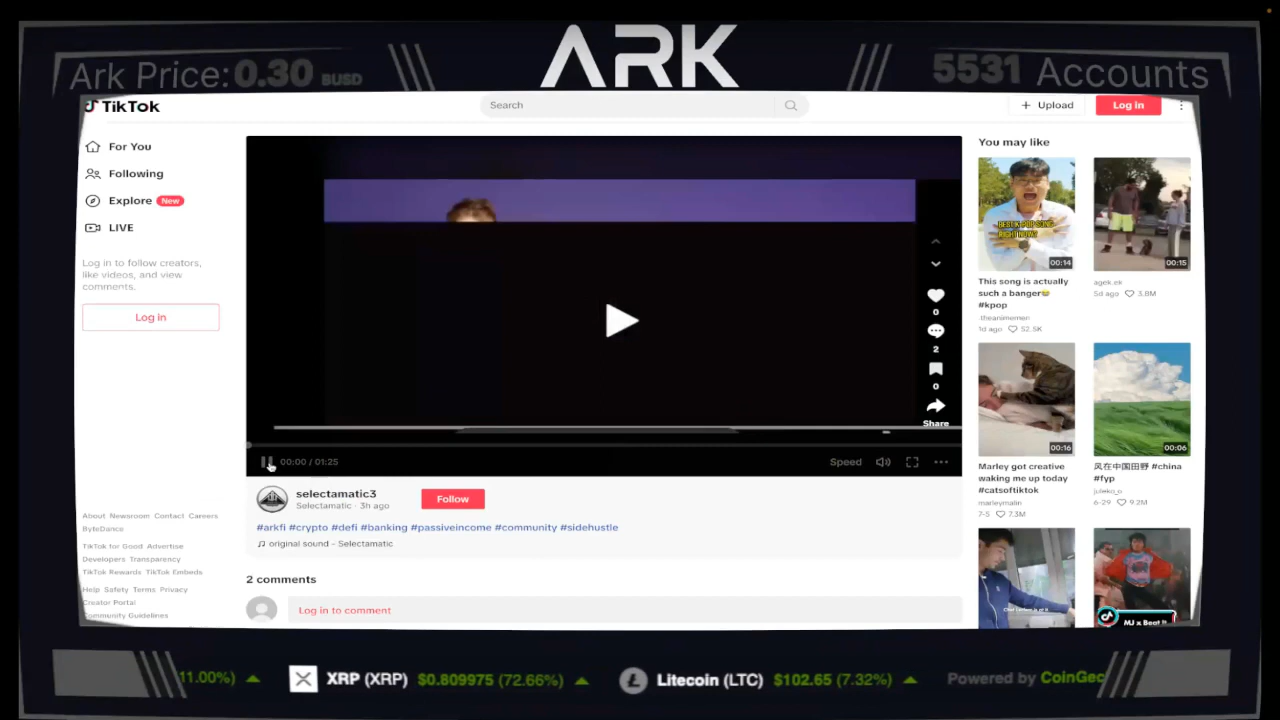 ARK
Ark Price: 0.30 BUSD
5531 Accounts
TikTok
Search
+ Upload
Log in
For You
Following
Explore New
LIVE
Log in to follow creators,
like videos, and view
comments.
Log in
About Newsroom Contact Careers
ByteDance
TikTok for Good Advertise
Developers Transparency
TikTok Rewards TikTok Embeds
Help Safety Terms Privacy
Creator Portal
Community Guidelines
0
2
0
Share
00:00 / 01:25
Speed
selectamatic3
Selectamatic · 3h ago
Follow
#arkfi #crypto #defi #banking #passiveincome #community #sidehustle
original sound - Selectamatic
2 comments
Log in to comment
You may like
00:14
This song is actually
such a banger😂
#kpop
1d ago 52.5K
00:15
agek.ek
5d ago 3.8M
00:16
Marley got creative
waking me up today
#catsoftiktok
marleymalin
7-5 7.3M
00:06
风在中国田野 #china
#fyp
6-29 9.2M
MJ x Beat It
11.00%)
XRP (XRP) $0.809975 (72.66%)
Litecoin (LTC) $102.65 (7.32%)
Powered by CoinGec